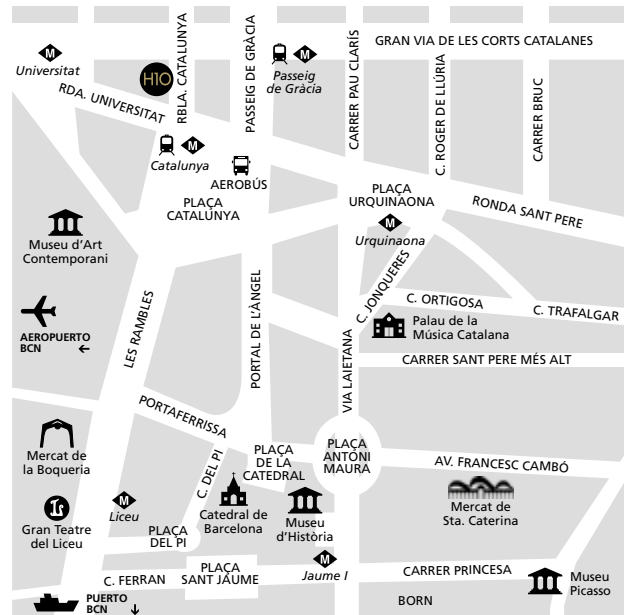 GRAN VIA DE LES CORTS CATALANES
M
Universitat
H10
RBLA. CATALUNYA
PASSEIG DE GRÀCIA
M
Passeig
de Gràcia
CARRER PAU CLARÍS
C. ROGER DE LLÚRIA
CARRER BRUC
RDA. UNIVERSITAT
M
Catalunya
AEROBÚS
PLAÇA
CATALUNYA
PLAÇA
URQUINAONA
RONDA SANT PERE
M
Urquinaona
Museu d'Art
Contemporani
C. JONQUERES
C. ORTIGOSA
C. TRAFALGAR
AEROPUERTO
BCN ←
LES RAMBLES
PORTAL DE L'ÀNGEL
VIA LAIETANA
Palau de la
Música Catalana
CARRER SANT PERE MÉS ALT
PORTAFERRISSA
Mercat de
la Boqueria
C. DEL PI
PLAÇA
DE LA
CATEDRAL
PLAÇA
ANTONI
MAURA
AV. FRANCESC CAMBÓ
Gran Teatre
del Liceu
M
Liceu
Catedral de
Barcelona
Museu
d'Història
Mercat de
Sta. Caterina
PLAÇA
DEL PI
C. FERRAN
PLAÇA
SANT JAUME
M
Jaume I
CARRER PRINCESA
Museu
Picasso
PUERTO
BCN ↓
BORN